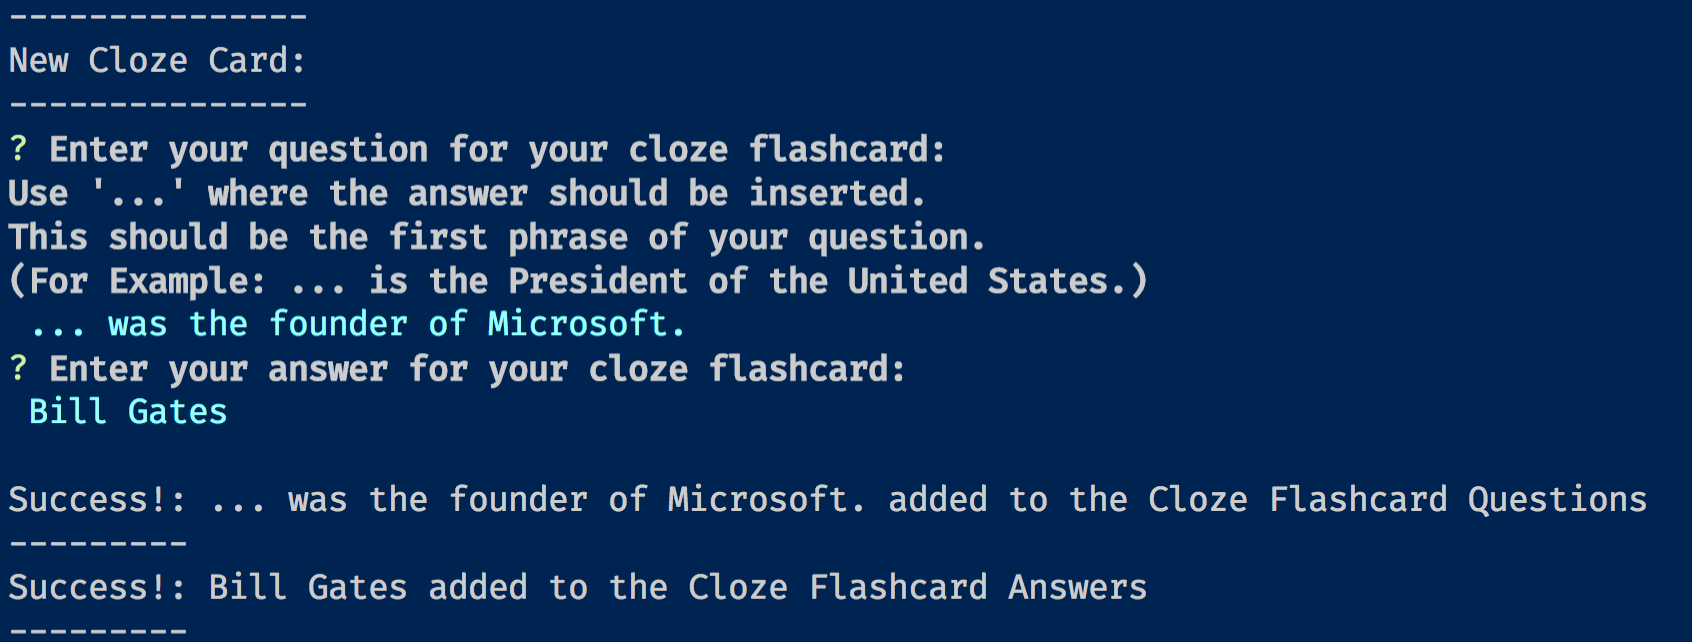 ---------------
New Cloze Card:
---------------
? Enter your question for your cloze flashcard:
Use '...' where the answer should be inserted.
This should be the first phrase of your question.
(For Example: ... is the President of the United States.)
 ... was the founder of Microsoft.
? Enter your answer for your cloze flashcard:
 Bill Gates

Success!: ... was the founder of Microsoft. added to the Cloze Flashcard Questions
---------
Success!: Bill Gates added to the Cloze Flashcard Answers
---------